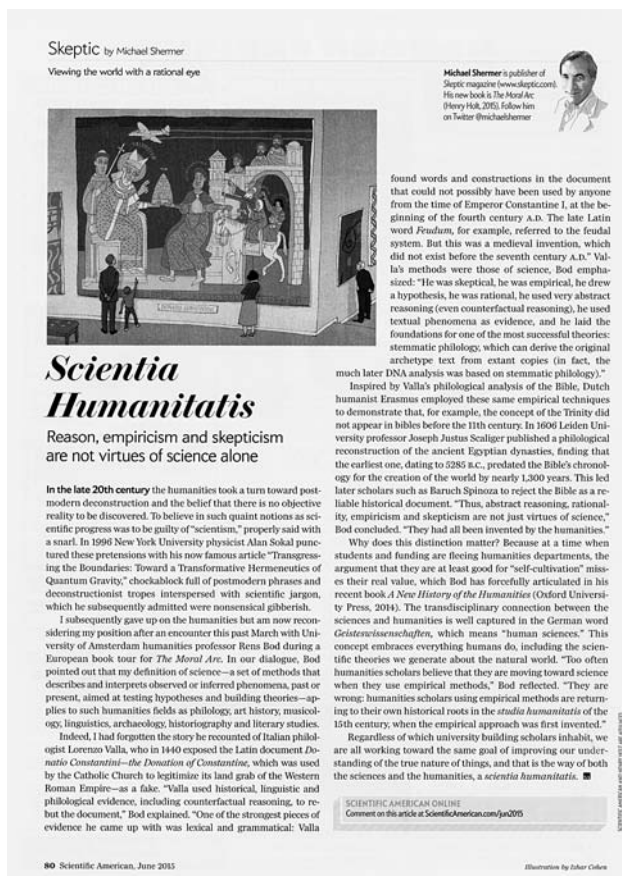 Skeptic by Michael Shermer
Viewing the world with a rational eye
Michael Shermer is publisher of
Skeptic magazine (www.skeptic.com).
His new book is The Moral Arc
(Henry Holt, 2015). Follow him
on Twitter @michaelshermer
Scientia
Humanitatis
Reason, empiricism and skepticism
are not virtues of science alone
In the late 20th century the humanities took a turn toward post-
modern deconstruction and the belief that there is no objective
reality to be discovered. To believe in such quaint notions as sci-
entific progress was to be guilty of “scientism,” properly said with
a snarl. In 1996 New York University physicist Alan Sokal punc-
tured these pretensions with his now famous article “Transgress-
ing the Boundaries: Toward a Transformative Hermeneutics of
Quantum Gravity,” chockablock full of postmodern phrases and
deconstructionist tropes interspersed with scientific jargon,
which he subsequently admitted were nonsensical gibberish.
I subsequently gave up on the humanities but am now recon-
sidering my position after an encounter this past March with Uni-
versity of Amsterdam humanities professor Rens Bod during a
European book tour for The Moral Arc. In our dialogue, Bod
pointed out that my definition of science—a set of methods that
describes and interprets observed or inferred phenomena, past or
present, aimed at testing hypotheses and building theories—ap-
plies to such humanities fields as philology, art history, musicol-
ogy, linguistics, archaeology, historiography and literary studies.
Indeed, I had forgotten the story he recounted of Italian philol-
ogist Lorenzo Valla, who in 1440 exposed the Latin document Do-
natio Constantini—the Donation of Constantine, which was used
by the Catholic Church to legitimize its land grab of the Western
Roman Empire—as a fake. “Valla used historical, linguistic and
philological evidence, including counterfactual reasoning, to re-
but the document,” Bod explained. “One of the strongest pieces of
evidence he came up with was lexical and grammatical: Valla
found words and constructions in the document
that could not possibly have been used by anyone
from the time of Emperor Constantine I, at the be-
ginning of the fourth century A.D. The late Latin
word Feudum, for example, referred to the feudal
system. But this was a medieval invention, which
did not exist before the seventh century A.D.” Val-
la’s methods were those of science, Bod empha-
sized: “He was skeptical, he was empirical, he drew
a hypothesis, he was rational, he used very abstract
reasoning (even counterfactual reasoning), he used
textual phenomena as evidence, and he laid the
foundations for one of the most successful theories:
stemmatic philology, which can derive the original
archetype text from extant copies (in fact, the
much later DNA analysis was based on stemmatic philology).”
Inspired by Valla’s philological analysis of the Bible, Dutch
humanist Erasmus employed these same empirical techniques
to demonstrate that, for example, the concept of the Trinity did
not appear in bibles before the 11th century. In 1606 Leiden Uni-
versity professor Joseph Justus Scaliger published a philological
reconstruction of the ancient Egyptian dynasties, finding that
the earliest one, dating to 5285 B.C., predated the Bible’s chronol-
ogy for the creation of the world by nearly 1,300 years. This led
later scholars such as Baruch Spinoza to reject the Bible as a re-
liable historical document. “Thus, abstract reasoning, rational-
ity, empiricism and skepticism are not just virtues of science,”
Bod concluded. “They had all been invented by the humanities.”
Why does this distinction matter? Because at a time when
students and funding are fleeing humanities departments, the
argument that they are at least good for “self-cultivation” miss-
es their real value, which Bod has forcefully articulated in his
recent book A New History of the Humanities (Oxford Universi-
ty Press, 2014). The transdisciplinary connection between the
sciences and humanities is well captured in the German word
Geisteswissenschaften, which means “human sciences.” This
concept embraces everything humans do, including the scien-
tific theories we generate about the natural world. “Too often
humanities scholars believe that they are moving toward science
when they use empirical methods,” Bod reflected. “They are
wrong: humanities scholars using empirical methods are return-
ing to their own historical roots in the studia humanitatis of the
15th century, when the empirical approach was first invented.”
Regardless of which university building scholars inhabit, we
are all working toward the same goal of improving our under-
standing of the true nature of things, and that is the way of both
the sciences and the humanities, a scientia humanitatis.
SCIENTIFIC AMERICAN ONLINE
Comment on this article at ScientificAmerican.com/jun2015
80 Scientific American, June 2015
Illustration by Izhar Cohen